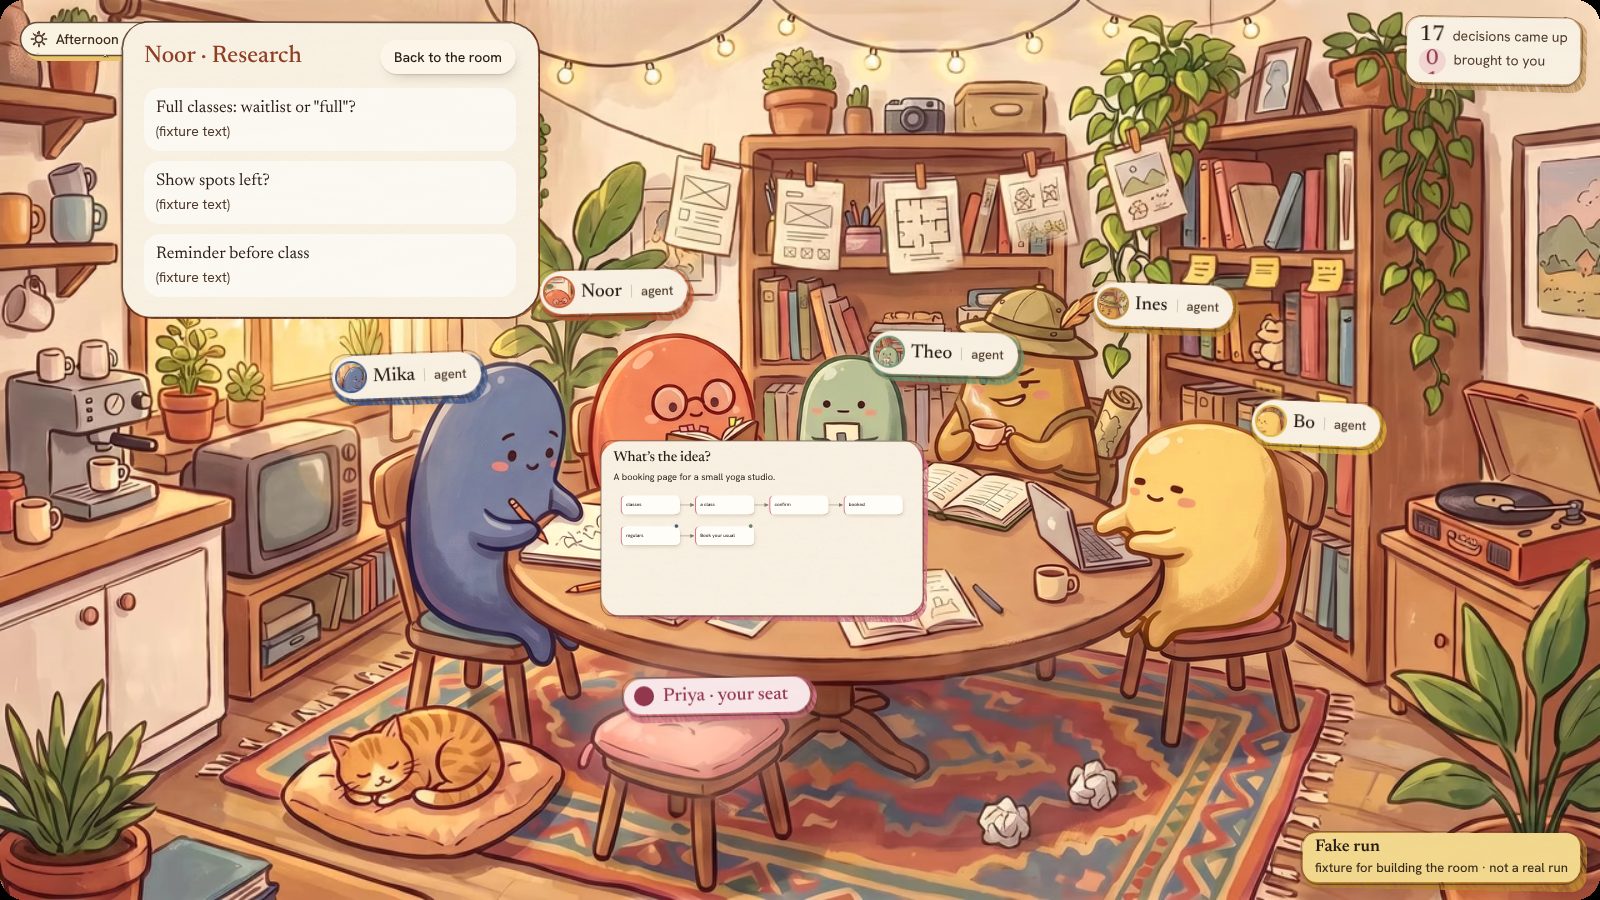 Afternoon
Noor · Research
Back to the room
Full classes: waitlist or "full"?
(fixture text)
Show spots left?
(fixture text)
Reminder before class
(fixture text)
17 decisions came up
0 brought to you
Noor | agent
Ines | agent
Theo | agent
Mika | agent
Bo | agent
What's the idea?
A booking page for a small yoga studio.
classes
a class
confirm
booked
regulars
Book your usual
Priya · your seat
Fake run
fixture for building the room · not a real run